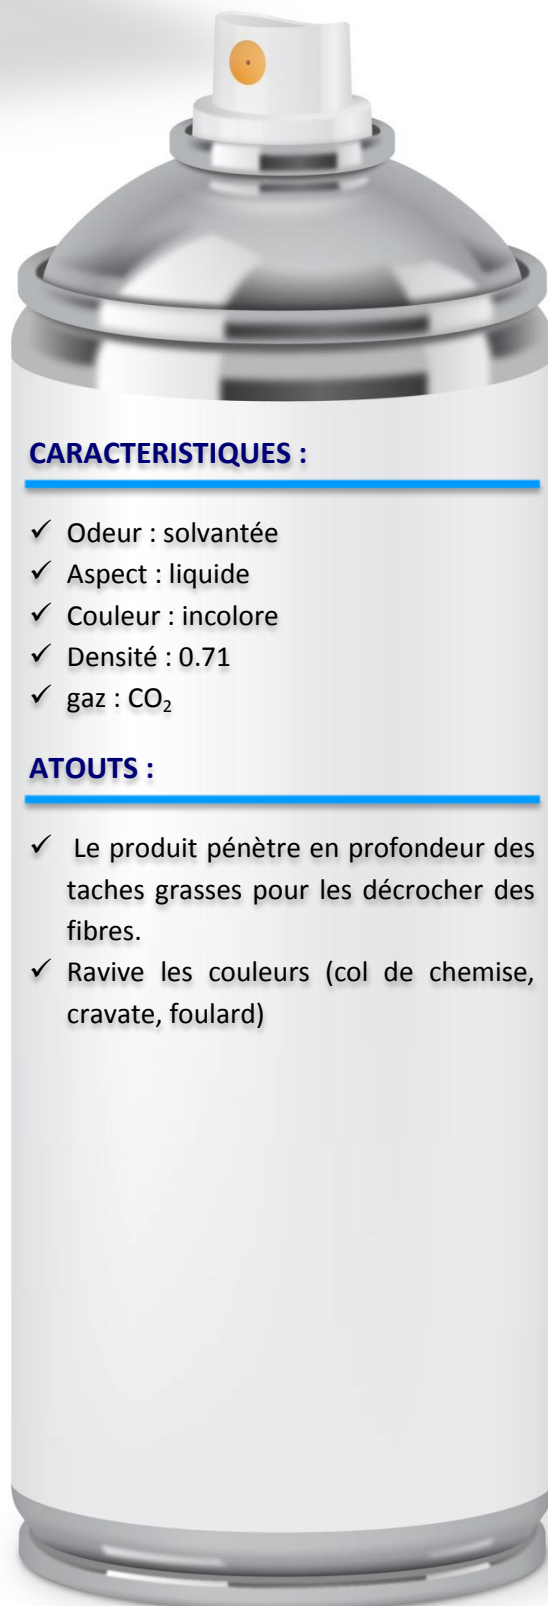 CARACTERISTIQUES :
✓ Odeur : solvantée
✓ Aspect : liquide
✓ Couleur : incolore
✓ Densité : 0.71
✓ gaz : CO₂
ATOUTS :
✓ Le produit pénètre en profondeur des
taches grasses pour les décrocher des
fibres.
✓ Ravive les couleurs (col de chemise,
cravate, foulard)